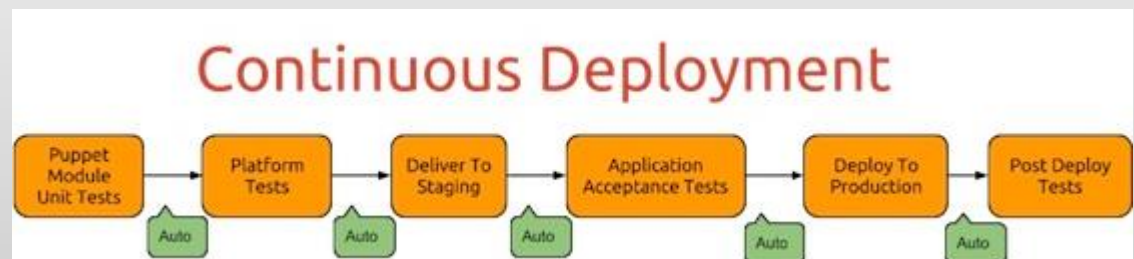 Continuous Deployment
Puppet
Module
Unit Tests
Platform
Tests
Deliver To
Staging
Application
Acceptance Tests
Deploy To
Production
Post Deploy
Tests
Auto
Auto
Auto
Auto
Auto